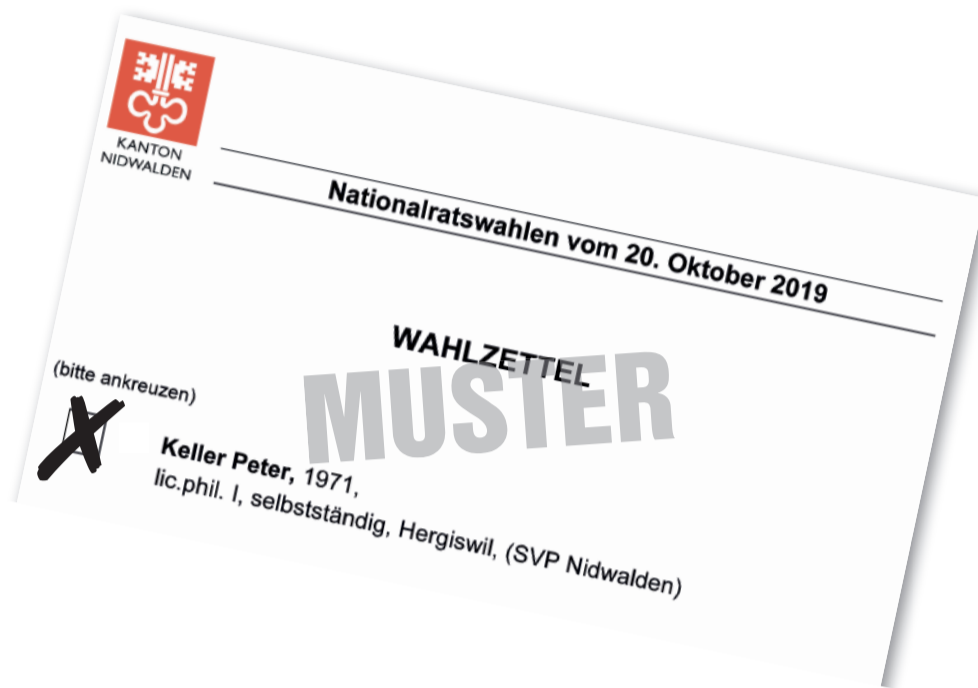 KANTON
NIDWALDEN
Nationalratswahlen vom 20. Oktober 2019
WAHLZETTEL
MUSTER
(bitte ankreuzen)
Keller Peter, 1971,
lic.phil. I, selbstständig, Hergiswil, (SVP Nidwalden)